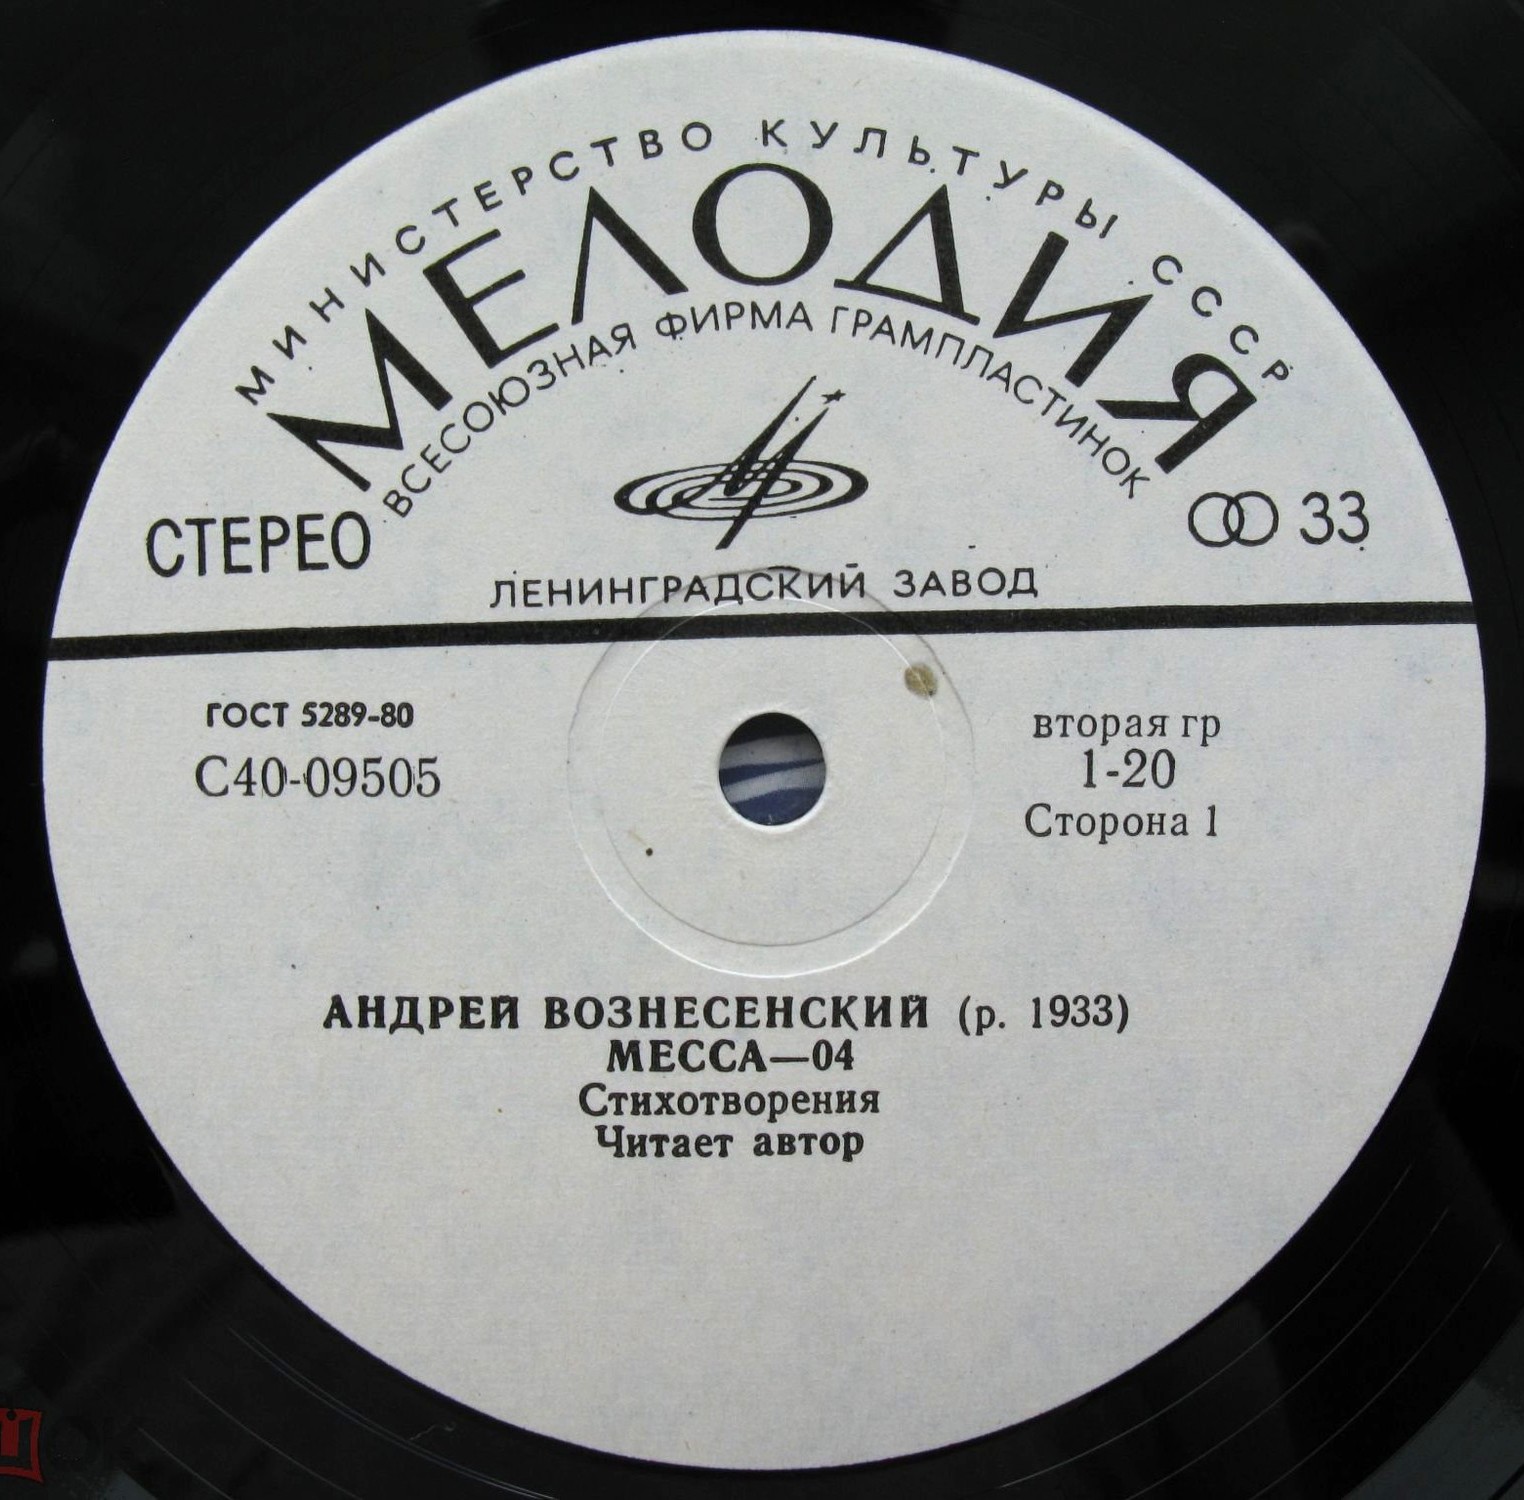 МИНИСТЕРСТВО КУЛЬТУРЫ СССР
МЕЛОДИЯ
ВСЕСОЮЗНАЯ ФИРМА ГРАМПЛАСТИНОК
СТЕРЕО
33
ЛЕНИНГРАДСКИЙ ЗАВОД
ГОСТ 5289-80
С40-09505
вторая гр
1-20
Сторона 1
АНДРЕЙ ВОЗНЕСЕНСКИЙ (р. 1933)
МЕССА—04
Стихотворения
Читает автор